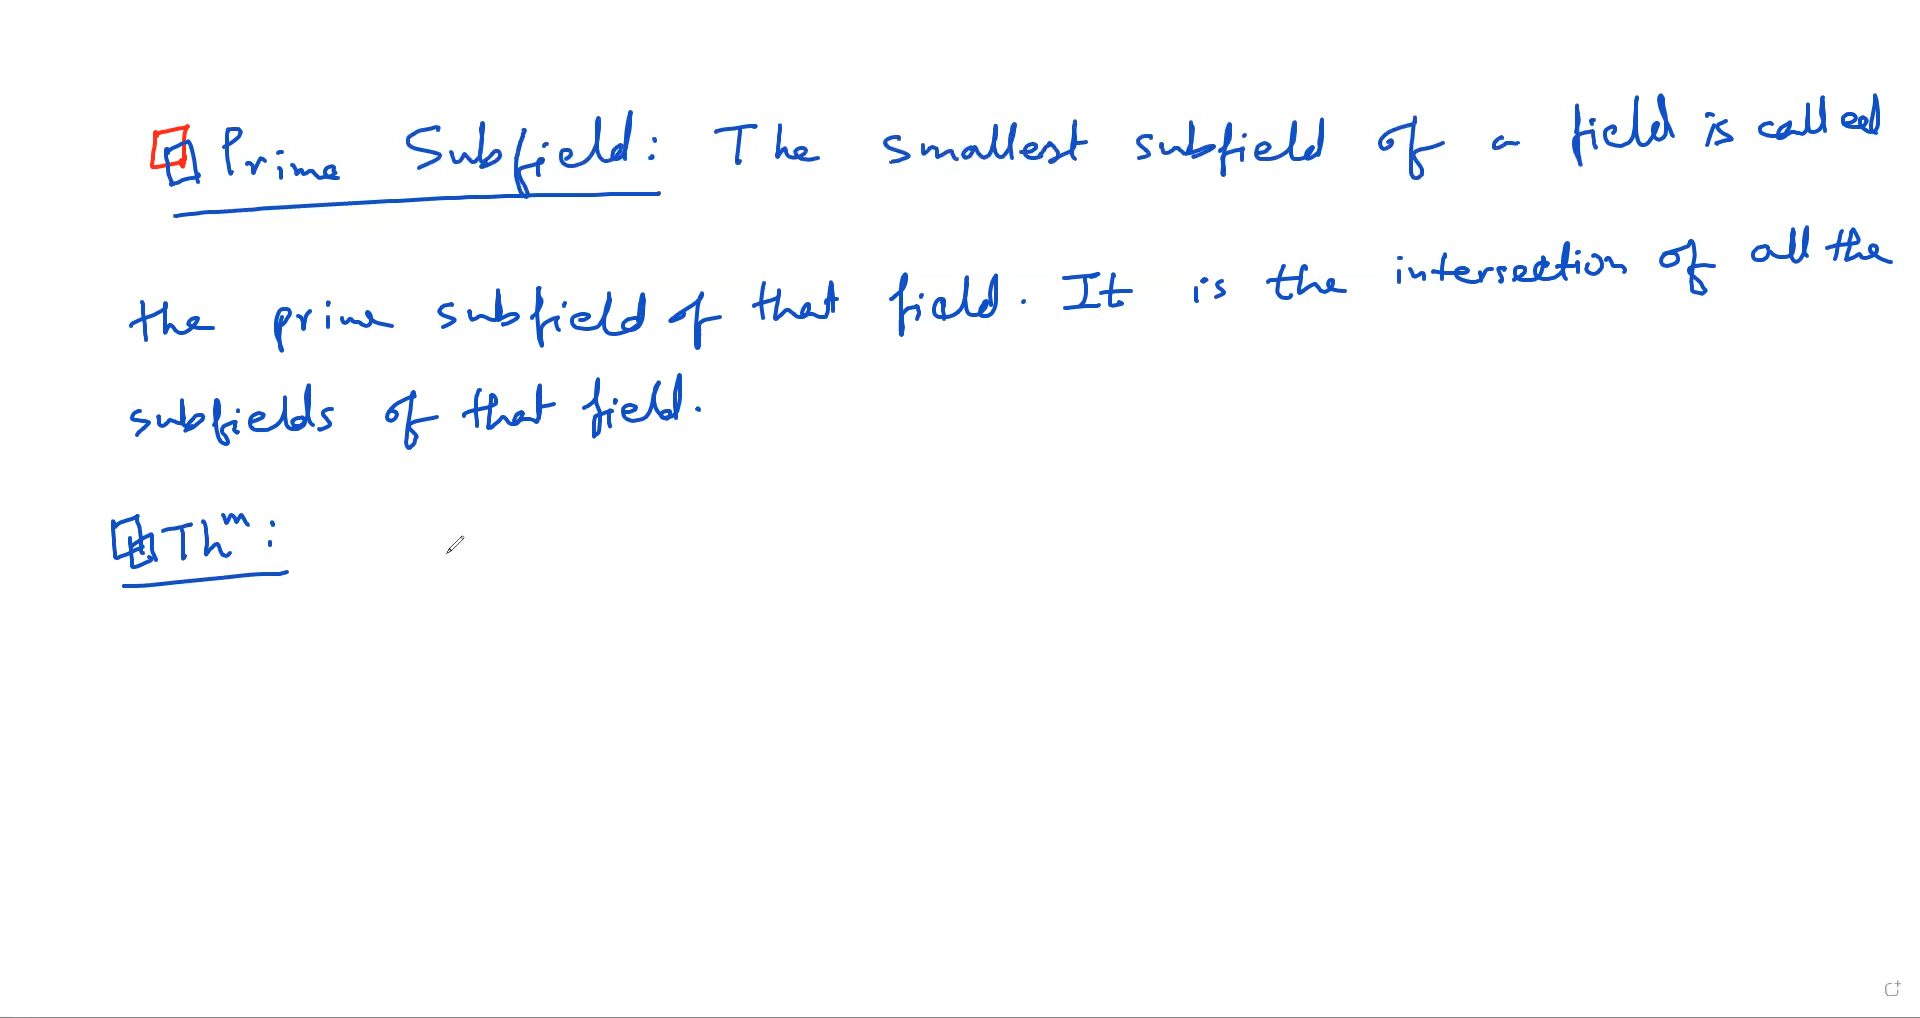 Prime Subfield: The smallest subfield of a field is called
the prime subfield of that field. It is the intersection of all the
subfields of that field.
Thᵐ: